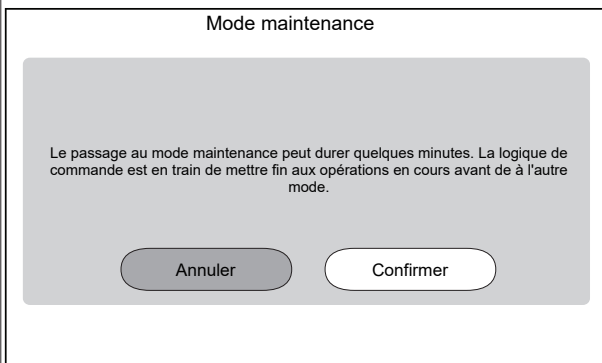 Mode maintenance
Le passage au mode maintenance peut durer quelques minutes. La logique de
commande est en train de mettre fin aux opérations en cours avant de à l'autre
mode.
Annuler
Confirmer